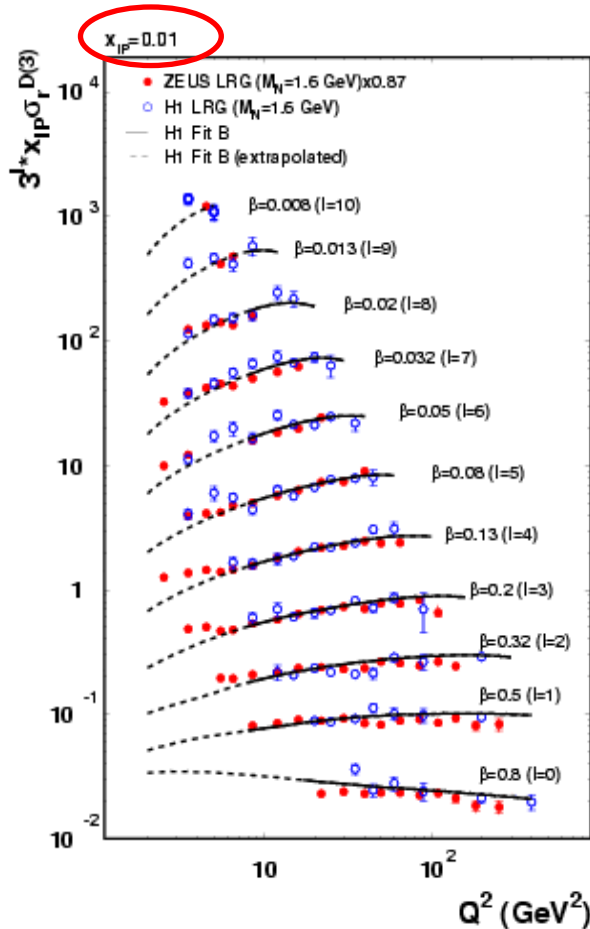 x_IP=0.01
3^l* x_IP σ_r^D(3)
10^4
ZEUS LRG (M_N=1.6 GeV)x0.87
H1 LRG (M_N=1.6 GeV)
H1 Fit B
H1 Fit B (extrapolated)
10^3
β=0.008 (l=10)
β=0.013 (l=9)
β=0.02 (l=8)
10^2
β=0.032 (l=7)
β=0.05 (l=6)
10
β=0.08 (l=5)
β=0.13 (l=4)
1
β=0.2 (l=3)
β=0.32 (l=2)
10^-1
β=0.5 (l=1)
β=0.8 (l=0)
10^-2
10
10^2
Q^2 (GeV^2)